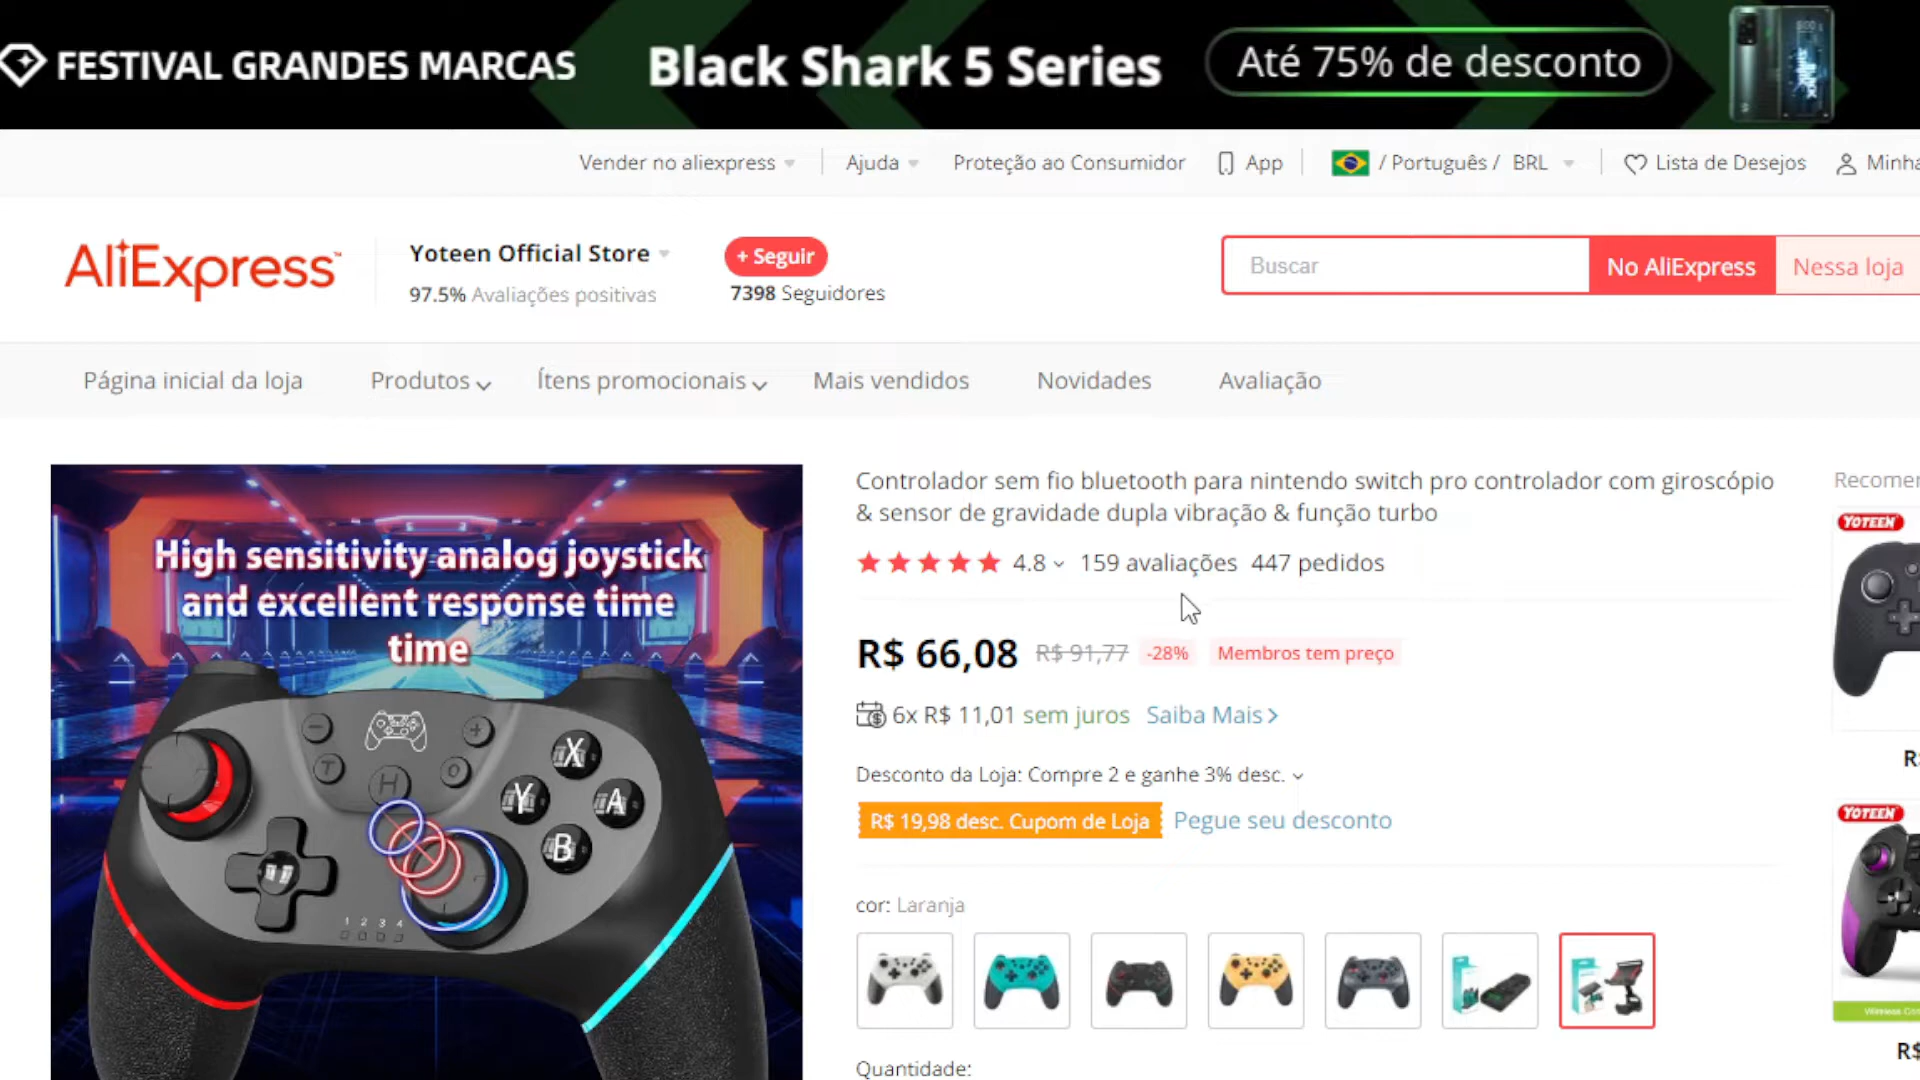 FESTIVAL GRANDES MARCAS
Black Shark 5 Series
Até 75% de desconto
Vender no aliexpress
Ajuda
Proteção ao Consumidor
App
/ Português / BRL
Lista de Desejos
Minha
AliExpress™
Yoteen Official Store
97.5% Avaliações positivas
+ Seguir
7398 Seguidores
Buscar
No AliExpress
Nessa loja
Página inicial da loja
Produtos
Ítens promocionais
Mais vendidos
Novidades
Avaliação
High sensitivity analog joystick
and excellent response time
time
X
Y
A
B
T
H
1 2 3 4
Controlador sem fio bluetooth para nintendo switch pro controlador com giroscópio
& sensor de gravidade dupla vibração & função turbo
4.8
159 avaliações
447 pedidos
R$ 66,08
R$ 91,77
-28%
Membros tem preço
6x R$ 11,01 sem juros
Saiba Mais
Desconto da Loja: Compre 2 e ganhe 3% desc.
R$ 19,98 desc. Cupom de Loja
Pegue seu desconto
cor: Laranja
Quantidade:
Recomen
YOTEEN
R$
YOTEEN
R$